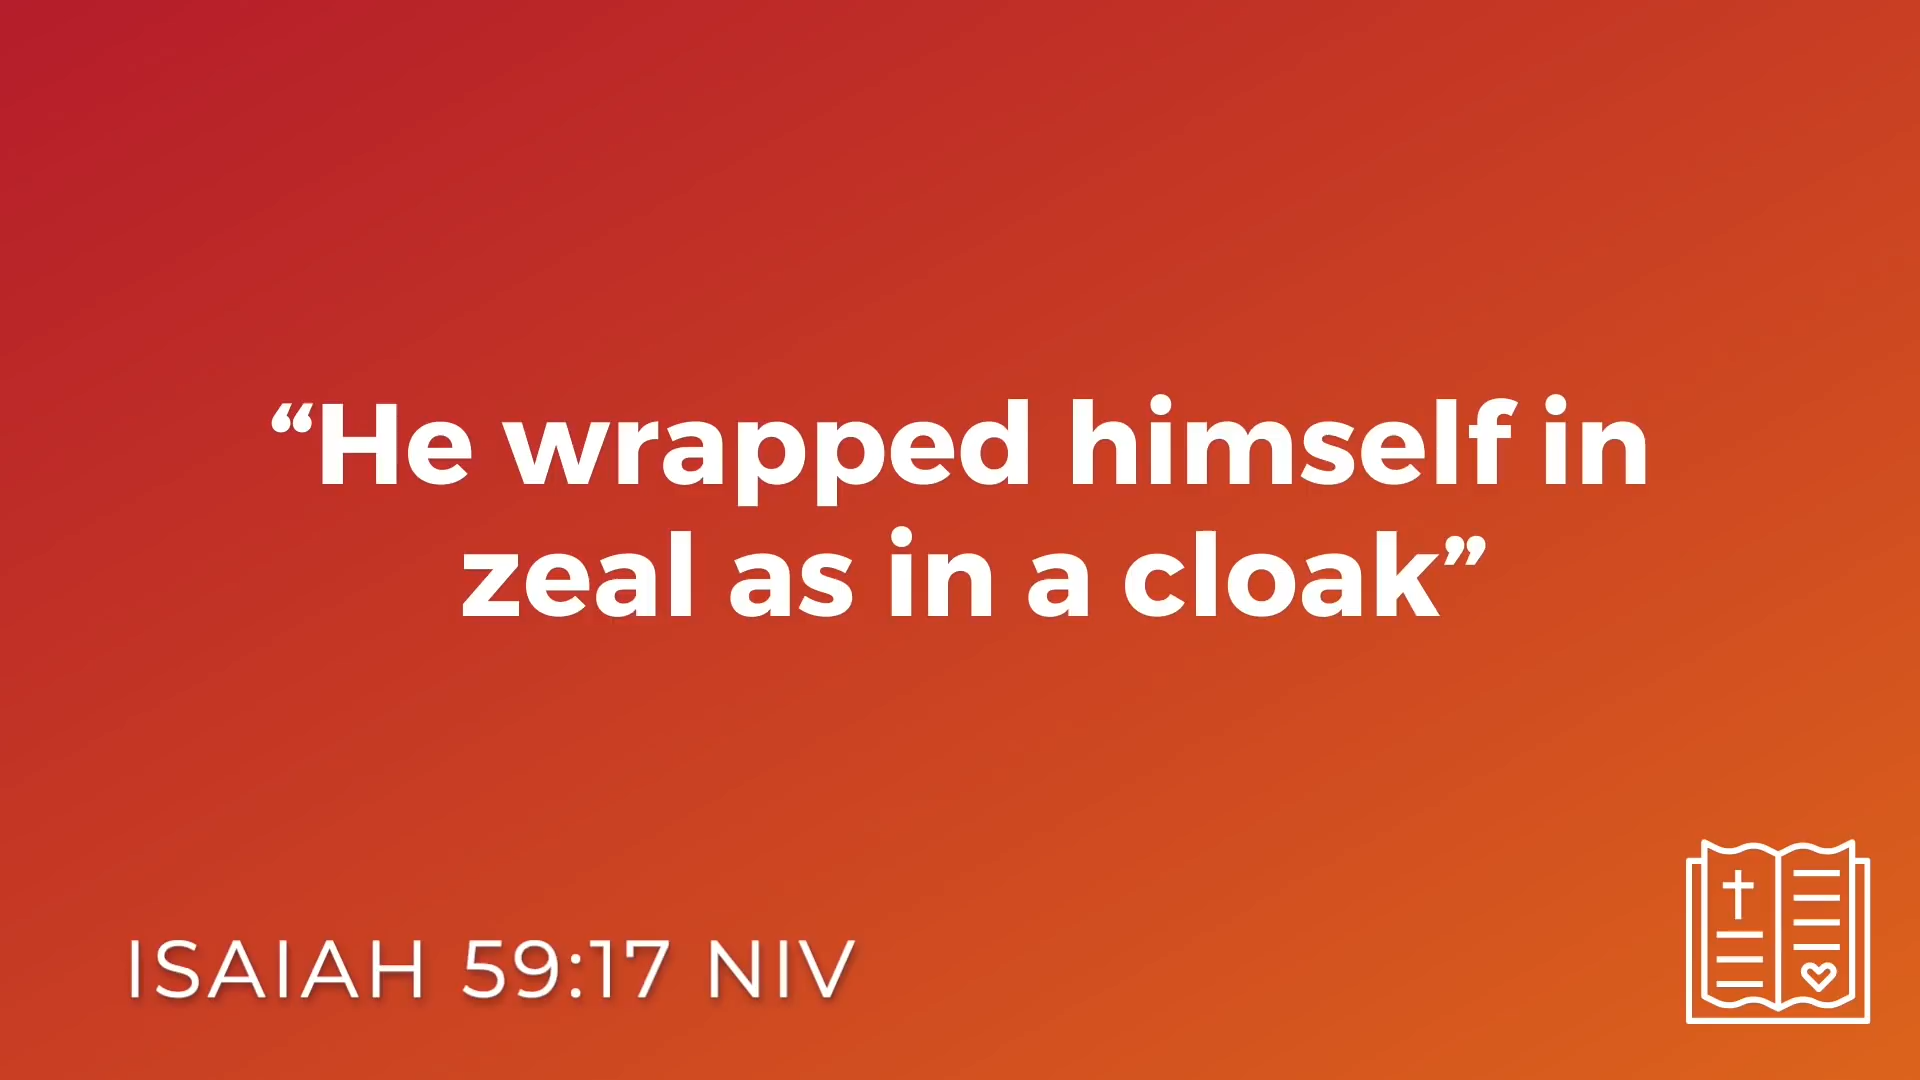 “He wrapped himself in
zeal as in a cloak”
ISAIAH 59:17 NIV